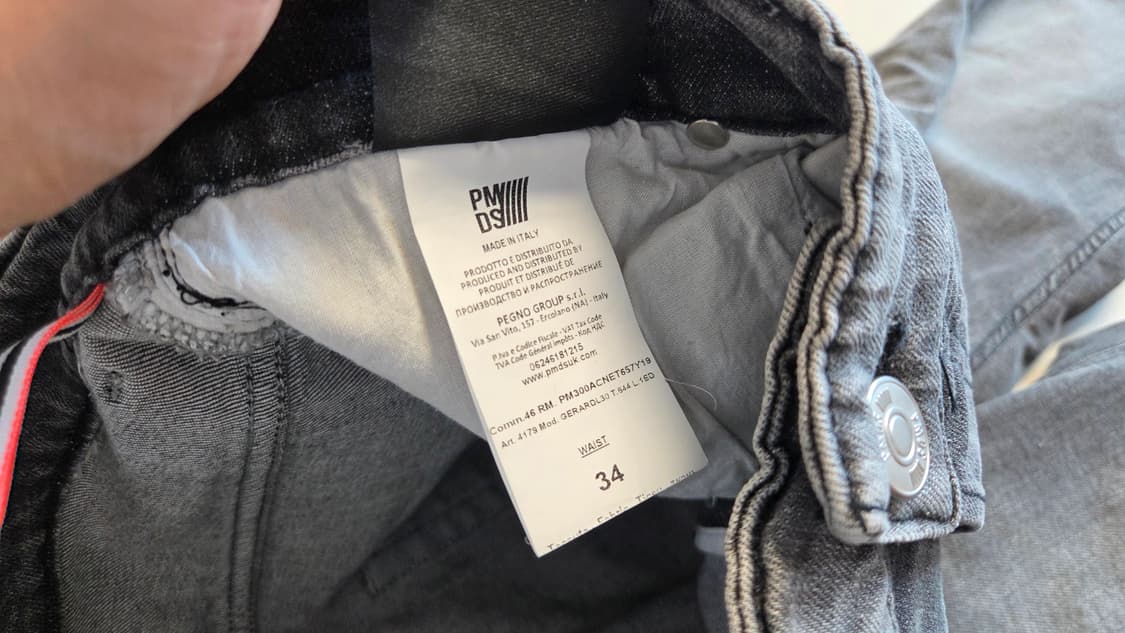 PM
DS
MADE IN ITALY
PRODOTTO E DISTRIBUITO DA
PRODUCED AND DISTRIBUTED BY
PRODUIT ET DISTRIBUÉ DE
ПРОИЗВОДСТВО И РАСПРОСТРАНЕНИЕ
PEGNO GROUP s.r.l.
Via San Vito, 157 - Ercolano (NA) - Italy
P.Iva e Codice Fiscale - VAT Tax Code
TVA Code Général impôts - Код НДС
06246181215
www.pmdsuk.com
Comm.46 RM. PM300ACNET657Y19
Art. 4179 Mod.GERARDL30 T.944 L.16D
WAIST
34